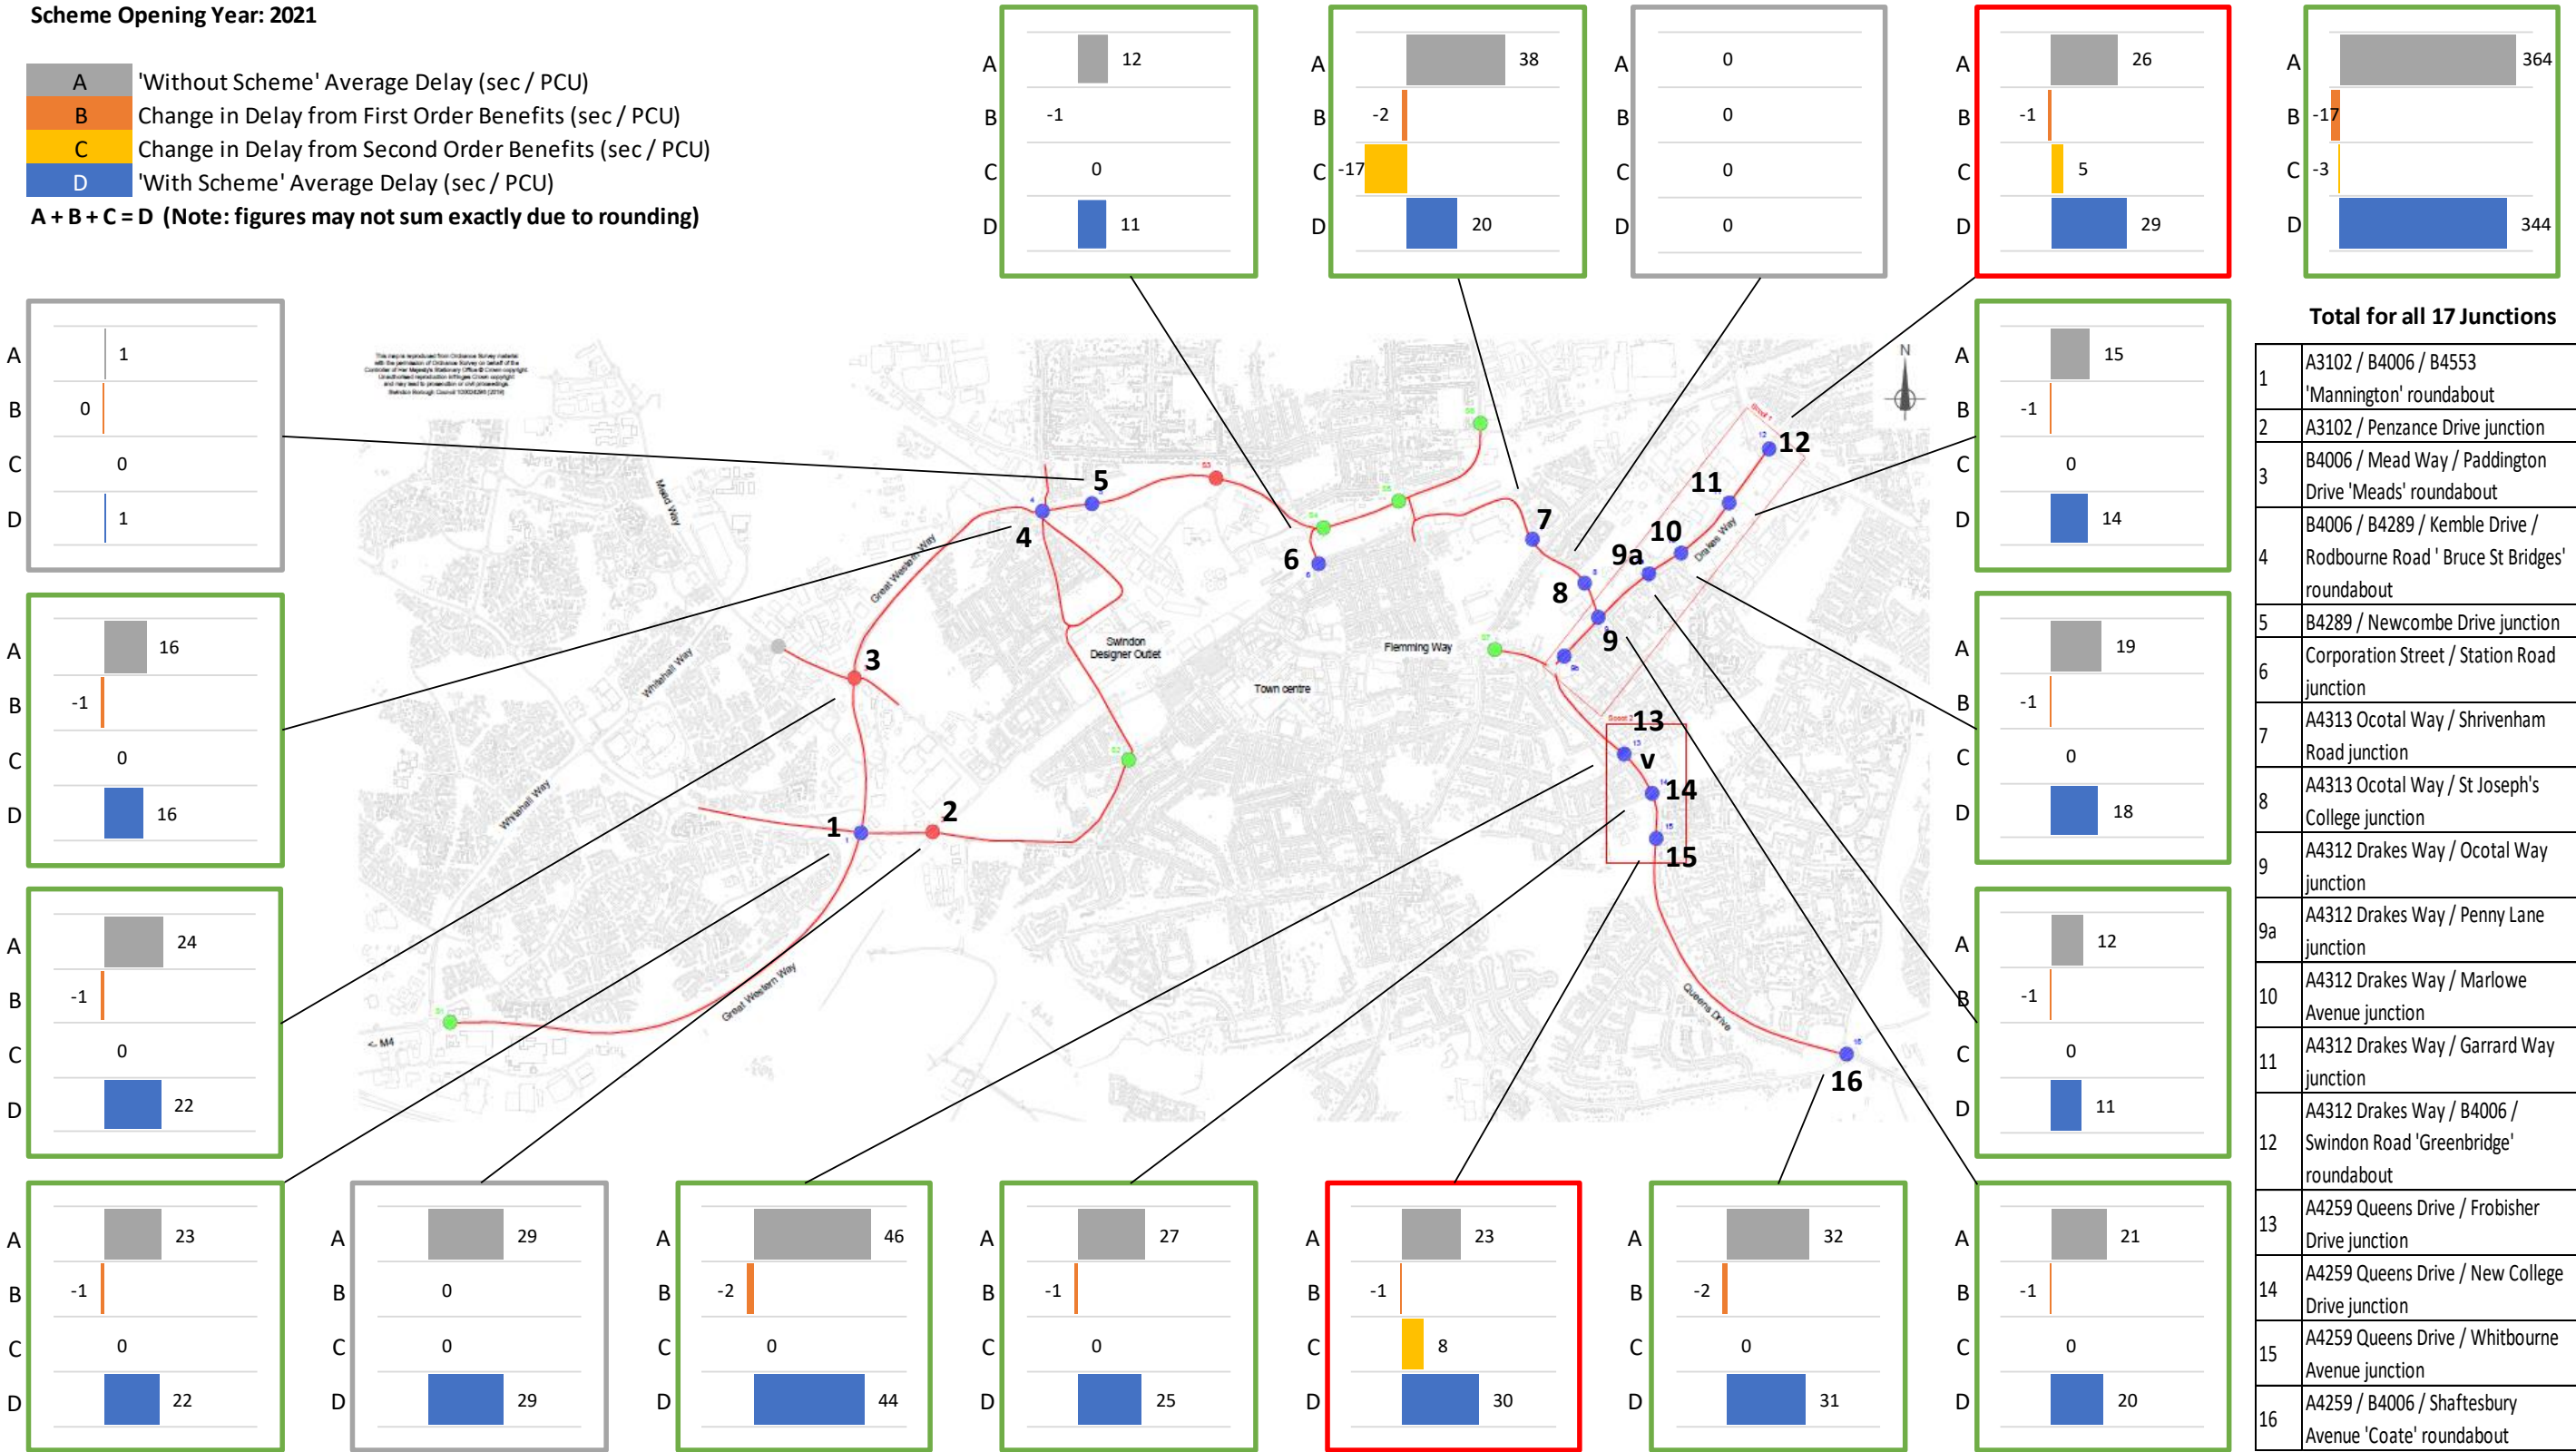 Scheme Opening Year: 2021
A 'Without Scheme' Average Delay (sec / PCU)
B Change in Delay from First Order Benefits (sec / PCU)
C Change in Delay from Second Order Benefits (sec / PCU)
D 'With Scheme' Average Delay (sec / PCU)
A + B + C = D (Note: figures may not sum exactly due to rounding)
A 12
B -1
C 0
D 11
A 38
B -2
C -17
D 20
A 0
B 0
C 0
D 0
A 26
B -1
C 5
D 29
A 364
B -17
C -3
D 344
A 1
B 0
C 0
D 1
A 16
B -1
C 0
D 16
A 24
B -1
C 0
D 22
A 23
B -1
C 0
D 22
A 29
B 0
C 0
D 29
A 46
B -2
C 0
D 44
A 27
B -1
C 0
D 25
A 23
B -1
C 8
D 30
A 32
B -2
C 0
D 31
A 21
B -1
C 0
D 20
A 15
B -1
C 0
D 14
A 19
B -1
C 0
D 18
A 12
B -1
C 0
D 11
N
Mead Way
Great Western Way
Whitehall Way
Whitehall Way
Swindon
Designer Outlet
Flemming Way
Town centre
Drakes Way
Great Western Way
Queens Drive
<- M4
1
2
3
4
5
6
7
8
9
9a
10
11
12
13
v
14
15
16
Total for all 17 Junctions
1 A3102 / B4006 / B4553
'Mannington' roundabout
2 A3102 / Penzance Drive junction
3 B4006 / Mead Way / Paddington
Drive 'Meads' roundabout
4 B4006 / B4289 / Kemble Drive /
Rodbourne Road ' Bruce St Bridges'
roundabout
5 B4289 / Newcombe Drive junction
6 Corporation Street / Station Road
junction
7 A4313 Ocotal Way / Shrivenham
Road junction
8 A4313 Ocotal Way / St Joseph's
College junction
9 A4312 Drakes Way / Ocotal Way
junction
9a A4312 Drakes Way / Penny Lane
junction
10 A4312 Drakes Way / Marlowe
Avenue junction
11 A4312 Drakes Way / Garrard Way
junction
12 A4312 Drakes Way / B4006 /
Swindon Road 'Greenbridge'
roundabout
13 A4259 Queens Drive / Frobisher
Drive junction
14 A4259 Queens Drive / New College
Drive junction
15 A4259 Queens Drive / Whitbourne
Avenue junction
16 A4259 / B4006 / Shaftesbury
Avenue 'Coate' roundabout